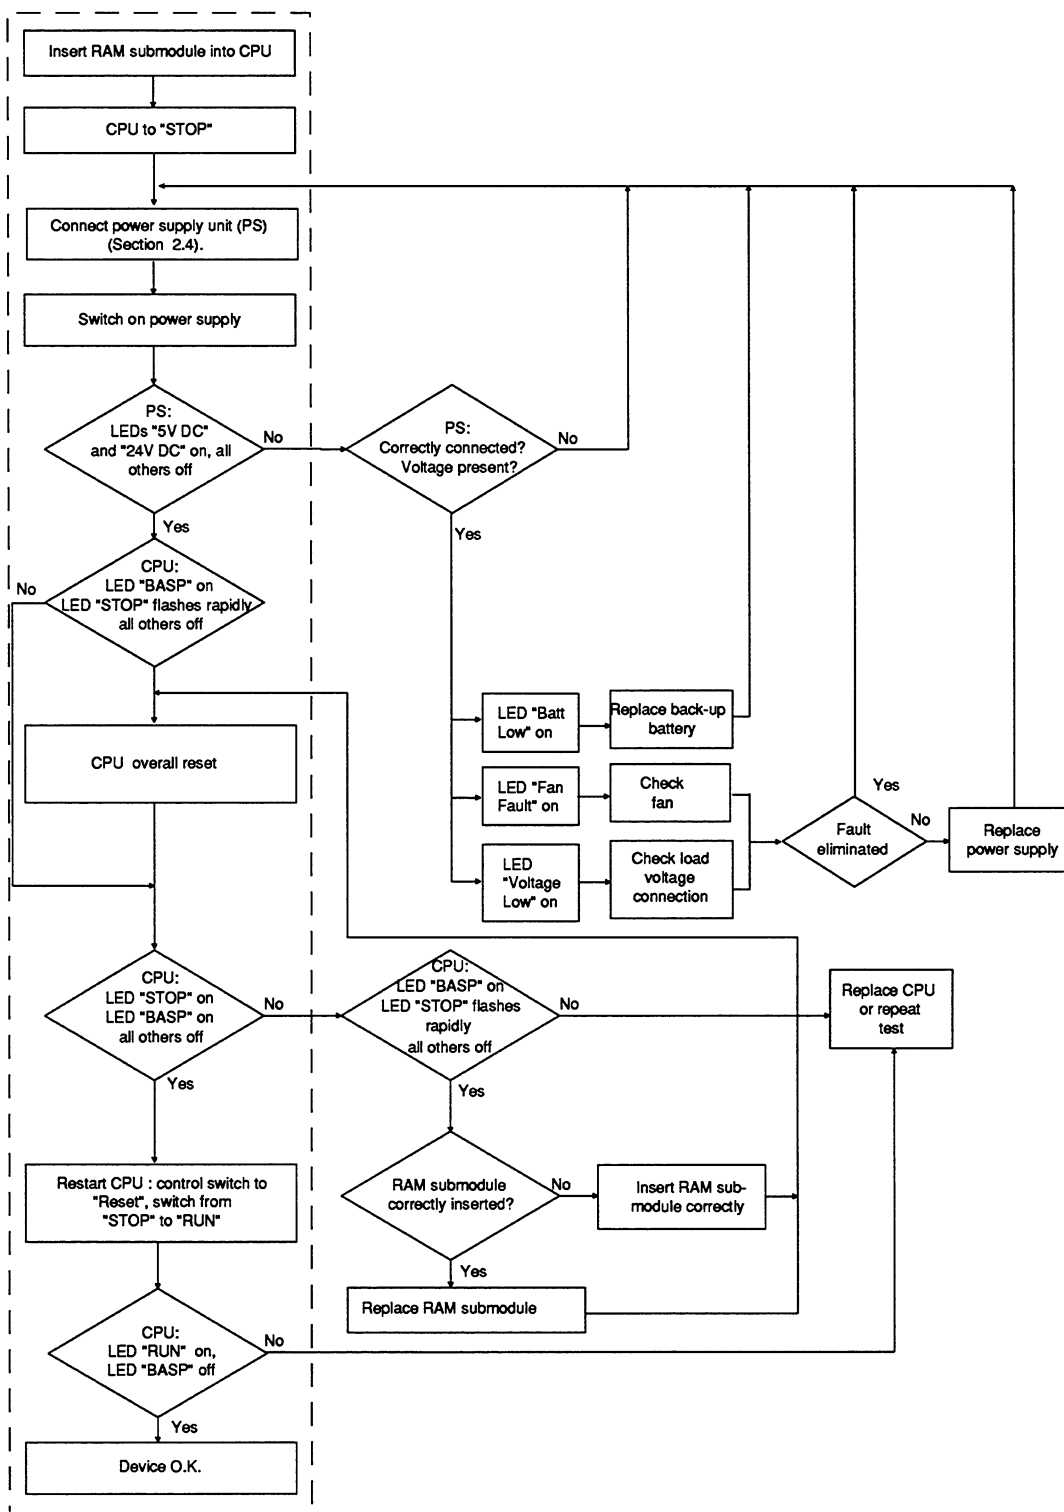 Insert RAM submodule into CPU
CPU to "STOP"
Connect power supply unit (PS)
(Section 2.4).
Switch on power supply
PS:
LEDs "5V DC"
and "24V DC" on, all
others off
No
Yes
PS:
Correctly connected?
Voltage present?
No
Yes
CPU:
LED "BASP" on
LED "STOP" flashes rapidly
all others off
No
LED "Batt
Low" on
Replace back-up
battery
CPU overall reset
LED "Fan
Fault" on
Check
fan
LED
"Voltage
Low" on
Check load
voltage
connection
Fault
eliminated
Yes
No
Replace
power supply
CPU:
LED "STOP" on
LED "BASP" on
all others off
No
Yes
CPU:
LED "BASP" on
LED "STOP" flashes
rapidly
all others off
No
Yes
Replace CPU
or repeat
test
Restart CPU : control switch to
"Reset", switch from
"STOP" to "RUN"
RAM submodule
correctly inserted?
No
Yes
Insert RAM sub-
module correctly
Replace RAM submodule
CPU:
LED "RUN" on,
LED "BASP" off
No
Yes
Device O.K.